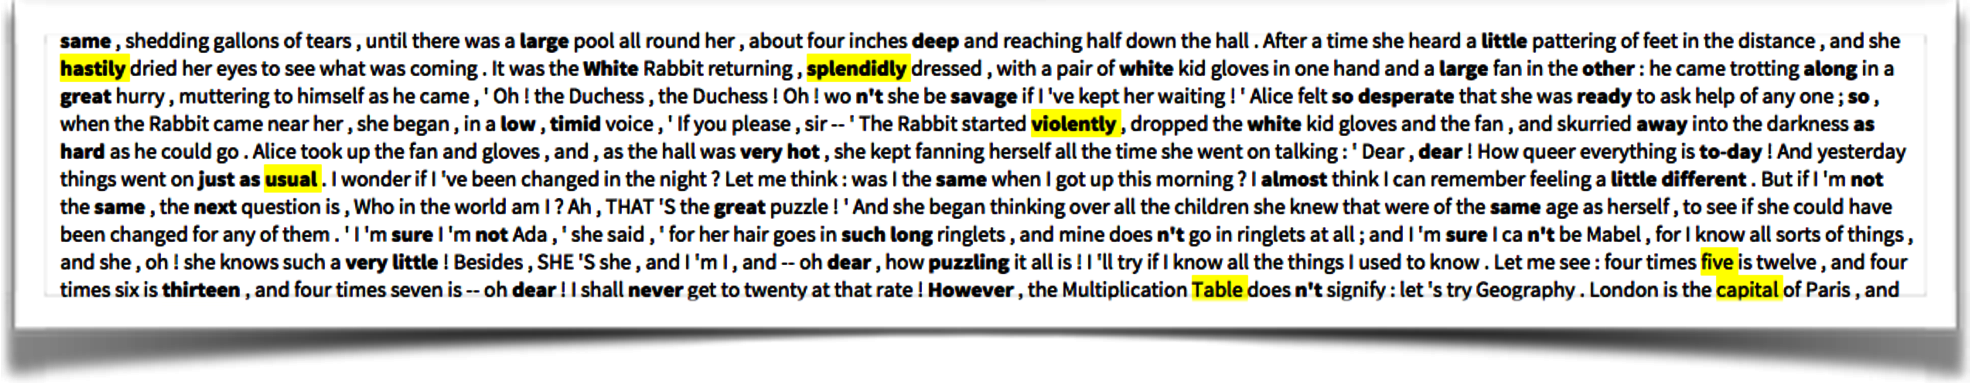 same , shedding gallons of tears , until there was a large pool all round her , about four inches deep and reaching half down the hall . After a time she heard a little pattering of feet in the distance , and she
hastily dried her eyes to see what was coming . It was the White Rabbit returning , splendidly dressed , with a pair of white kid gloves in one hand and a large fan in the other : he came trotting along in a
great hurry , muttering to himself as he came , ' Oh ! the Duchess , the Duchess ! Oh ! wo n't she be savage if I 've kept her waiting ! ' Alice felt so desperate that she was ready to ask help of any one ; so ,
when the Rabbit came near her , she began , in a low , timid voice , ' If you please , sir -- ' The Rabbit started violently , dropped the white kid gloves and the fan , and skurried away into the darkness as
hard as he could go . Alice took up the fan and gloves , and , as the hall was very hot , she kept fanning herself all the time she went on talking : ' Dear , dear ! How queer everything is to-day ! And yesterday
things went on just as usual . I wonder if I 've been changed in the night ? Let me think : was I the same when I got up this morning ? I almost think I can remember feeling a little different . But if I 'm not
the same , the next question is , Who in the world am I ? Ah , THAT 'S the great puzzle ! ' And she began thinking over all the children she knew that were of the same age as herself , to see if she could have
been changed for any of them . ' I 'm sure I 'm not Ada , ' she said , ' for her hair goes in such long ringlets , and mine does n't go in ringlets at all ; and I 'm sure I ca n't be Mabel , for I know all sorts of things ,
and she , oh ! she knows such a very little ! Besides , SHE 'S she , and I 'm I , and -- oh dear , how puzzling it all is ! I 'll try if I know all the things I used to know . Let me see : four times five is twelve , and four
times six is thirteen , and four times seven is -- oh dear ! I shall never get to twenty at that rate ! However , the Multiplication Table does n't signify : let 's try Geography . London is the capital of Paris , and